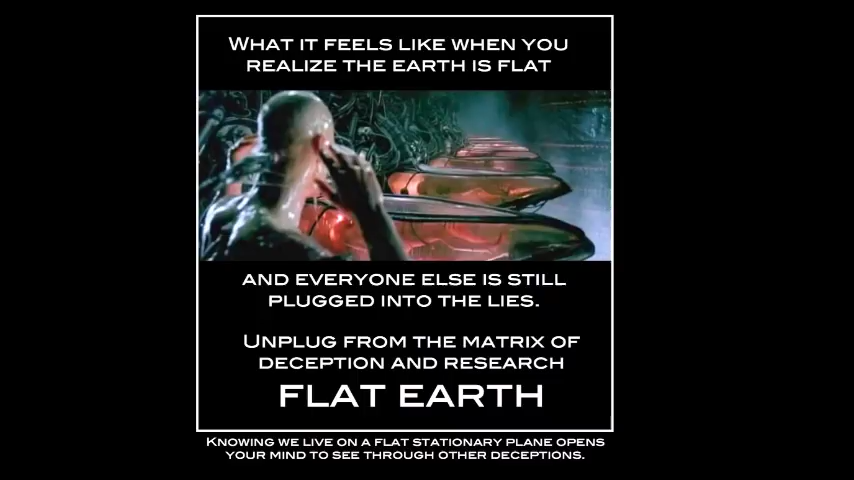 What it feels like when you
realize the earth is flat
and everyone else is still
plugged into the lies.
Unplug from the matrix of
deception and research
FLAT EARTH
Knowing we live on a flat stationary plane opens
your mind to see through other deceptions.